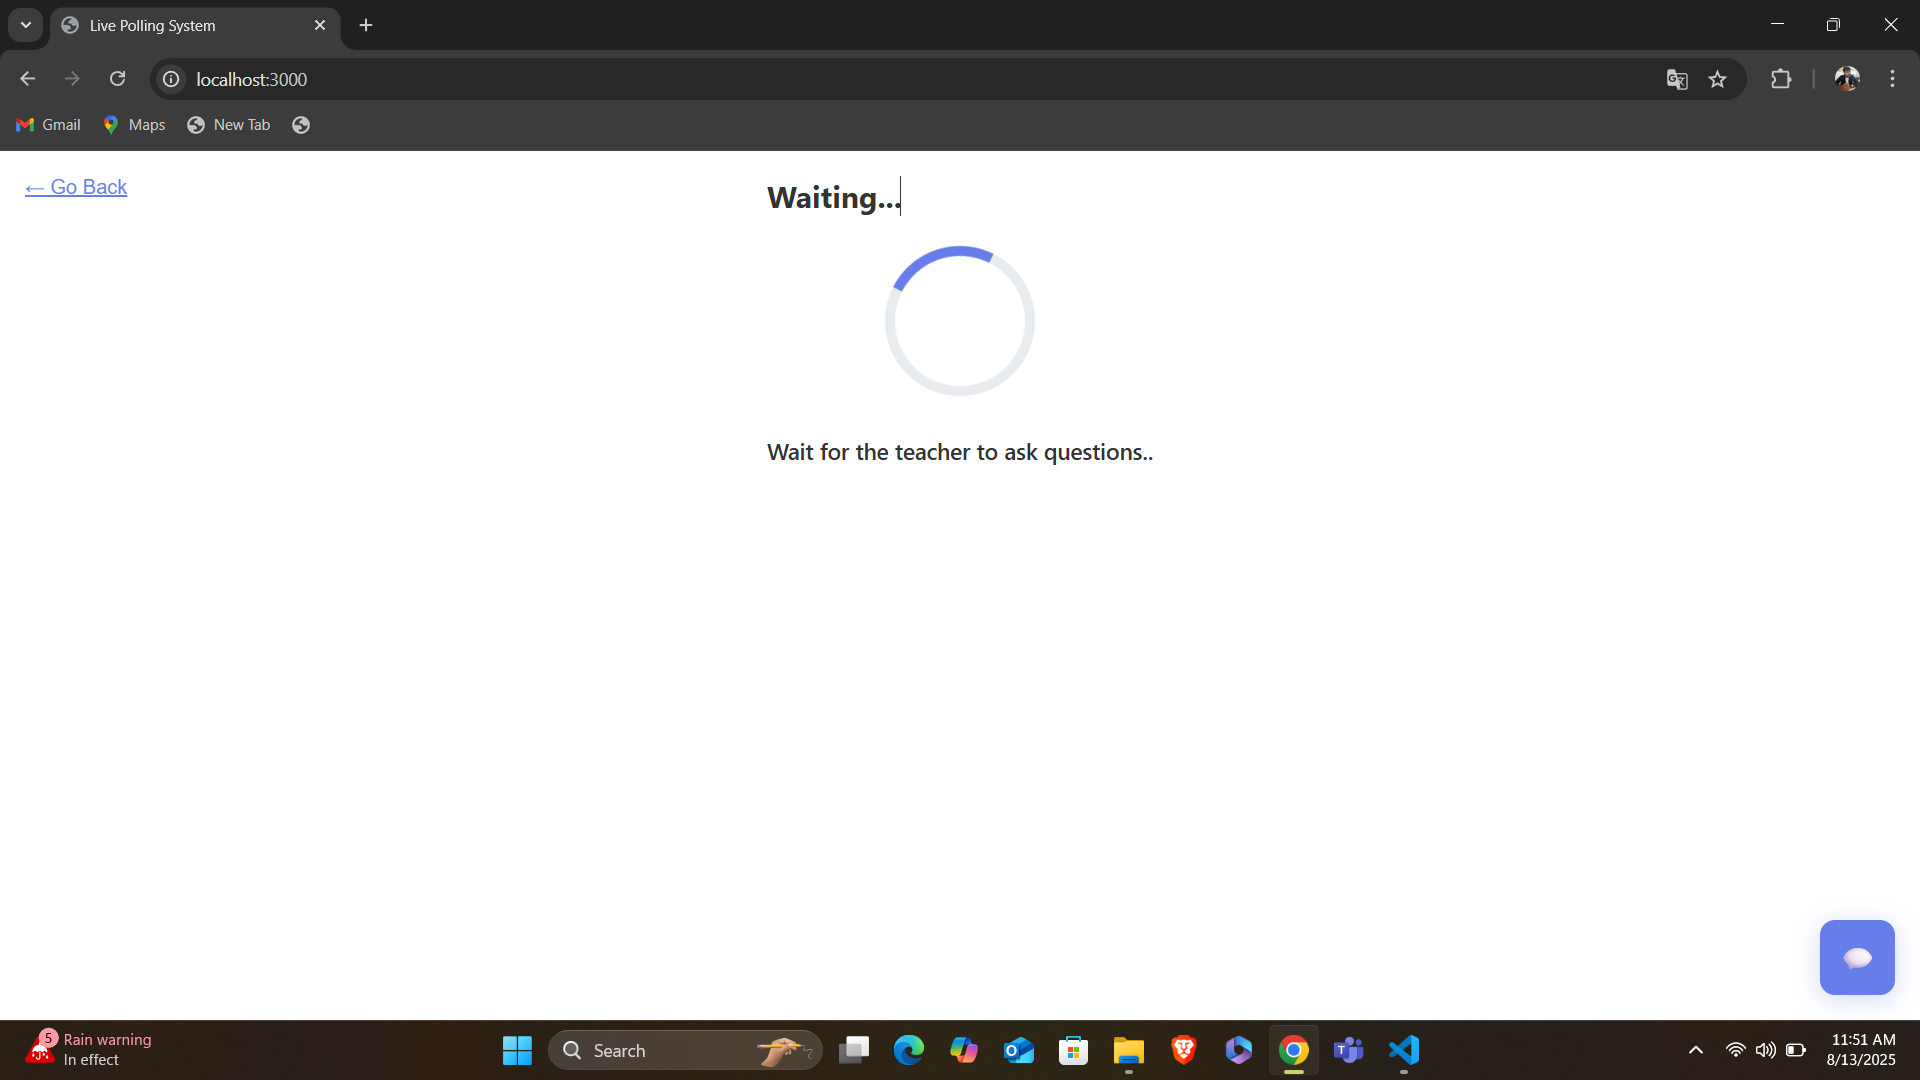 Live Polling System
localhost:3000
Gmail
Maps
New Tab
← Go Back
Waiting...
Wait for the teacher to ask questions..
5
Rain warning
In effect
Search
11:51 AM
8/13/2025